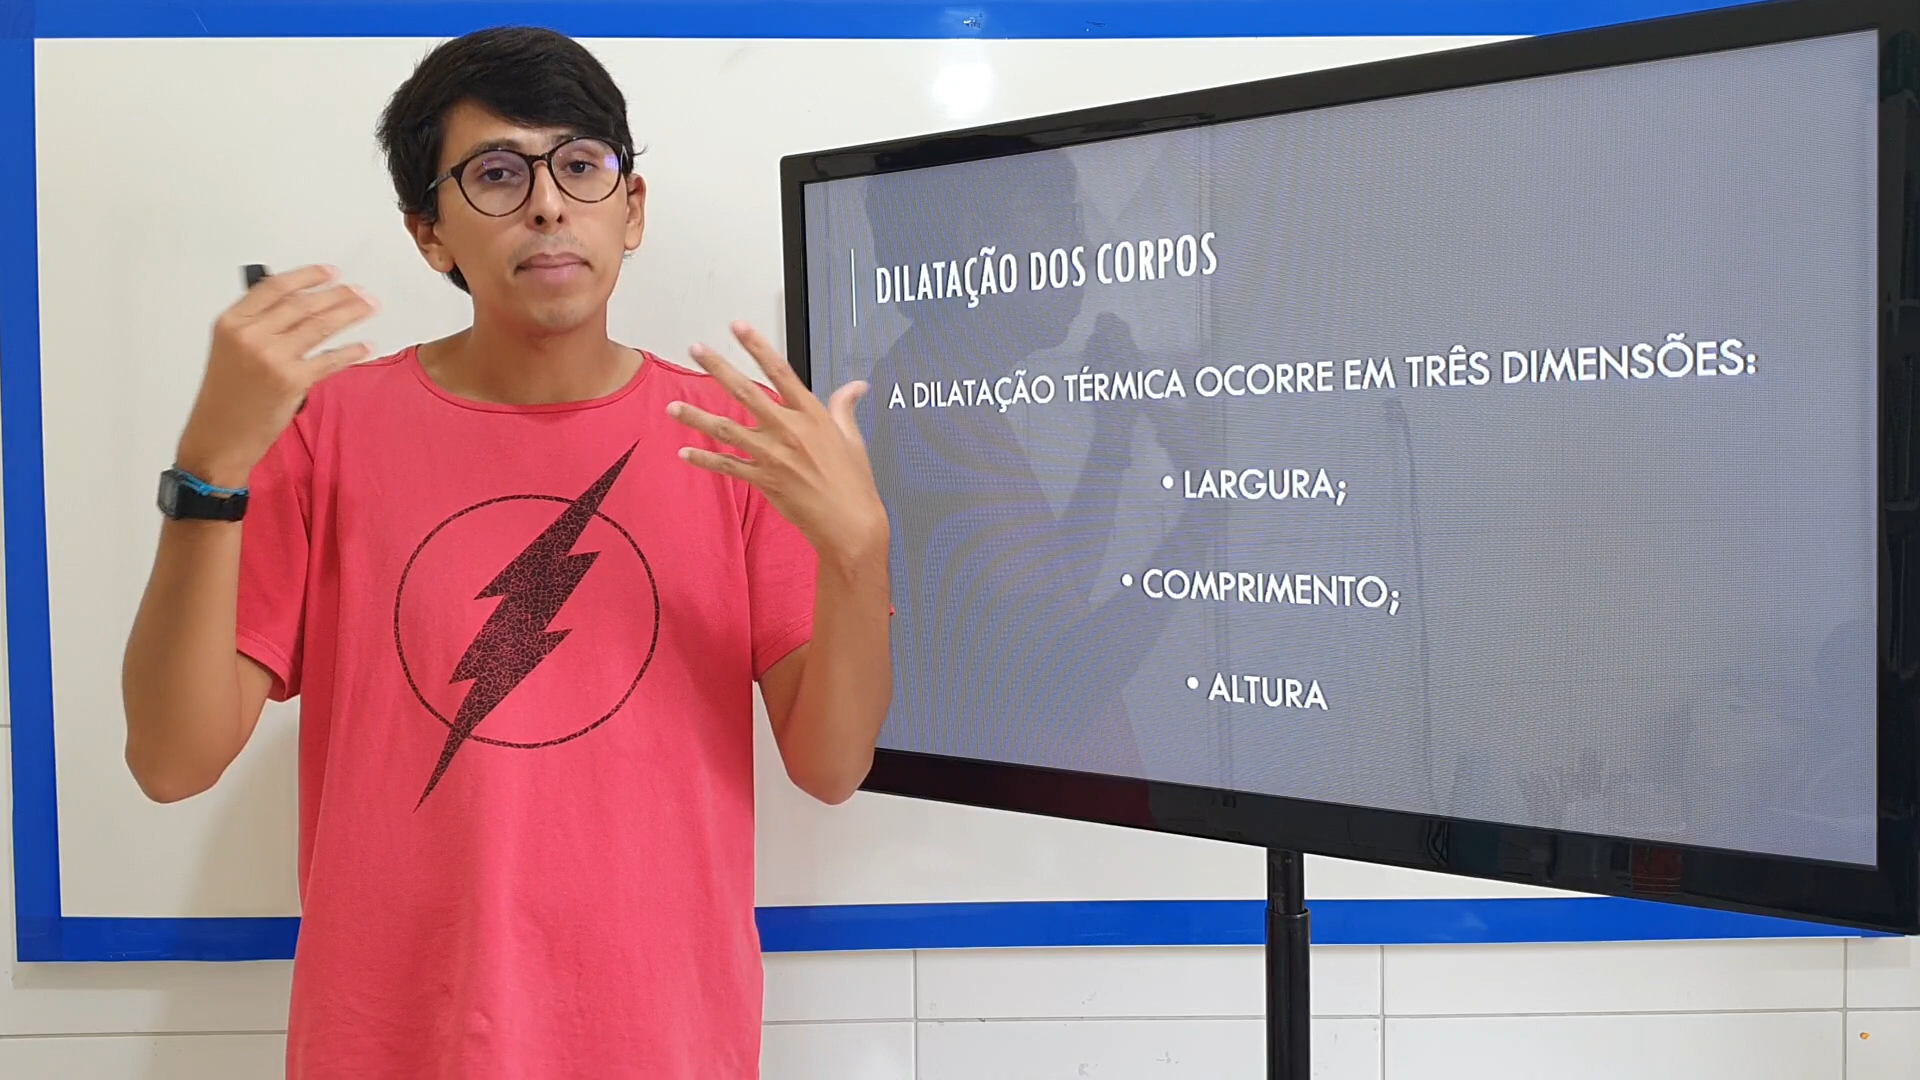 DILATAÇÃO DOS CORPOS
A DILATAÇÃO TÉRMICA OCORRE EM TRÊS DIMENSÕES:
• LARGURA;
• COMPRIMENTO;
• ALTURA